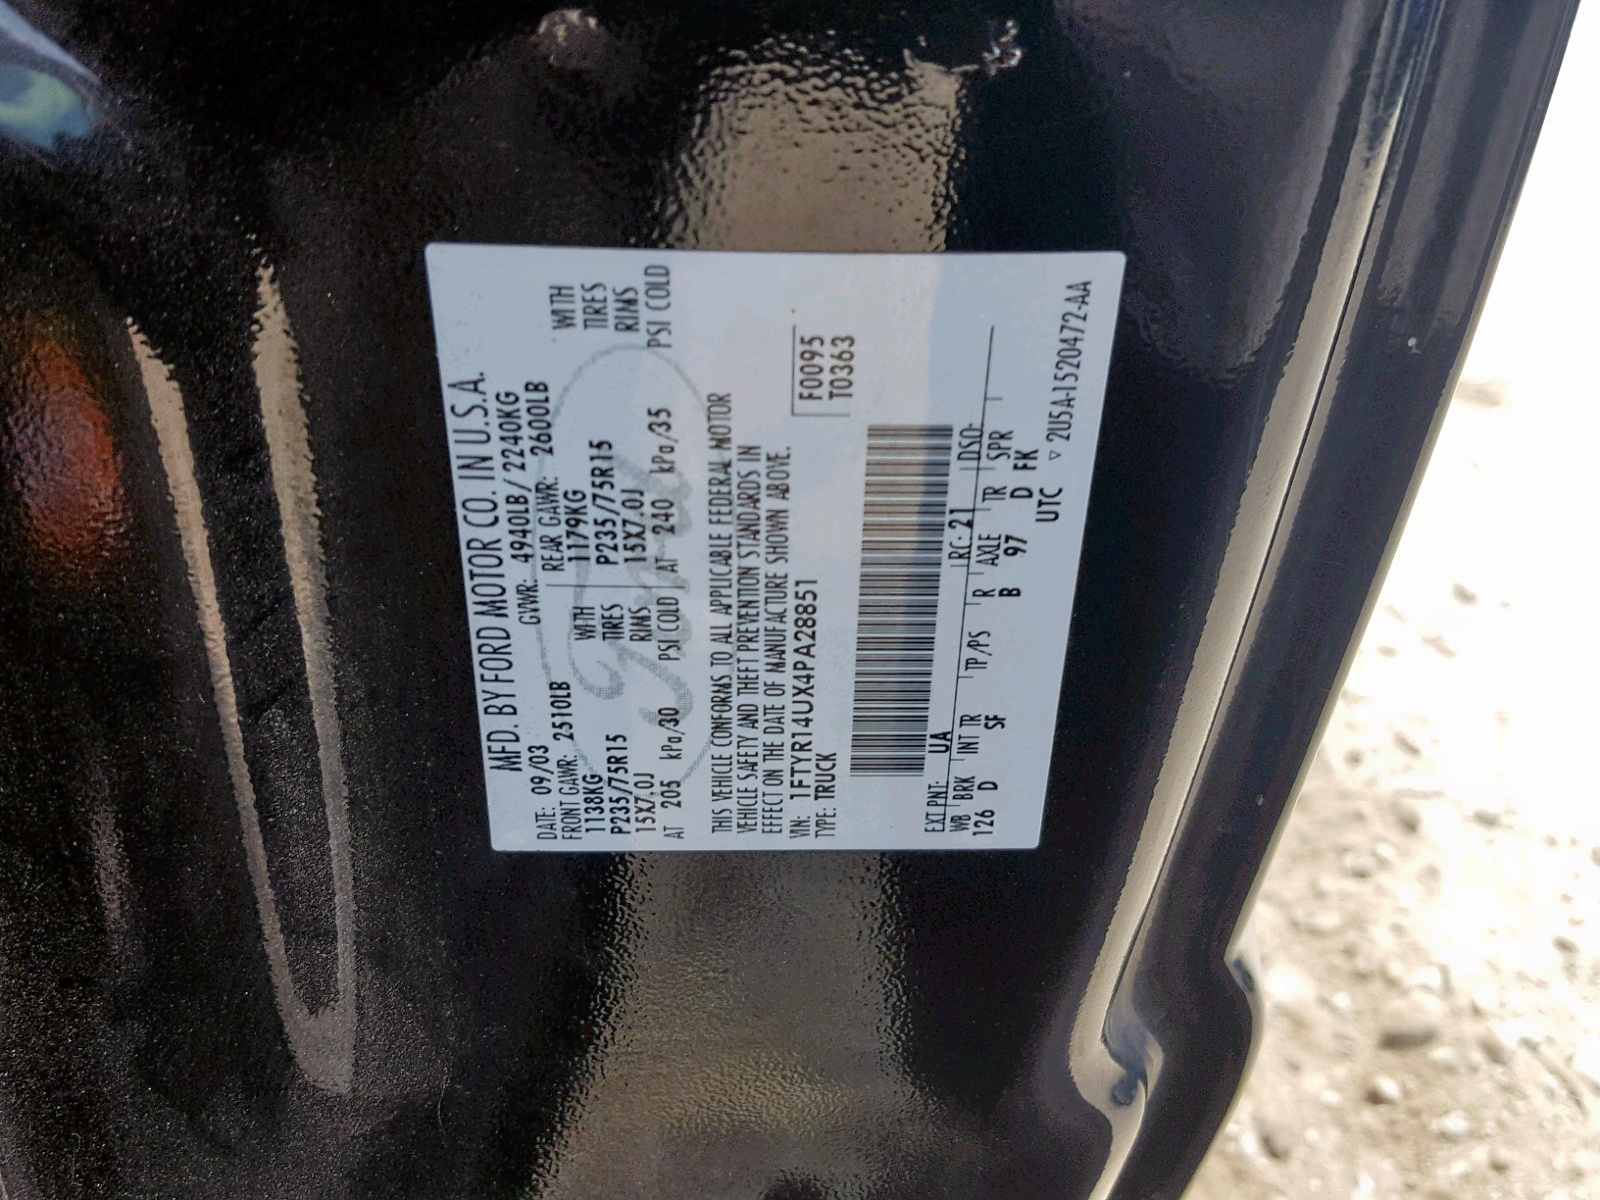 MFD. BY FORD MOTOR CO. IN U.S.A.
DATE: 09/03 GVWR: 4940LB/2240KG
FRONT GAWR: 2510LB REAR GAWR: 2600LB
1138KG WITH 1179KG WITH
P235/75R15 TIRES P235/75R15 TIRES
15X7.0J RIMS 15X7.0J RIMS
AT 205 kPa/30 PSI COLD AT 240 kPa/35 PSI COLD
THIS VEHICLE CONFORMS TO ALL APPLICABLE FEDERAL MOTOR
VEHICLE SAFETY AND THEFT PREVENTION STANDARDS IN
EFFECT ON THE DATE OF MANUFACTURE SHOWN ABOVE.
VIN: 1FTYR14UX4PA28851 F0095
TYPE: TRUCK T0363
EXT PNT: UA RC: 21 DSO:
WB BRK INT TR TP/PS R AXLE TR SPR
126 D SF B 97 D FK
UTC ▽ 2U5A-1520472-AA
Ford